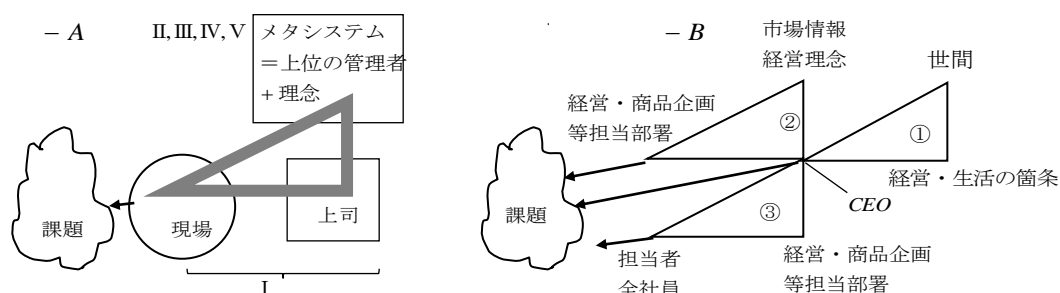 －A
II, III, IV, V
メタシステム
＝上位の管理者
＋理念
課題
現場
上司
I
－B
市場情報
経営理念
世間
経営・商品企画
等担当部署
②
①
経営・生活の箇条
CEO
課題
③
担当者
全社員
経営・商品企画
等担当部署